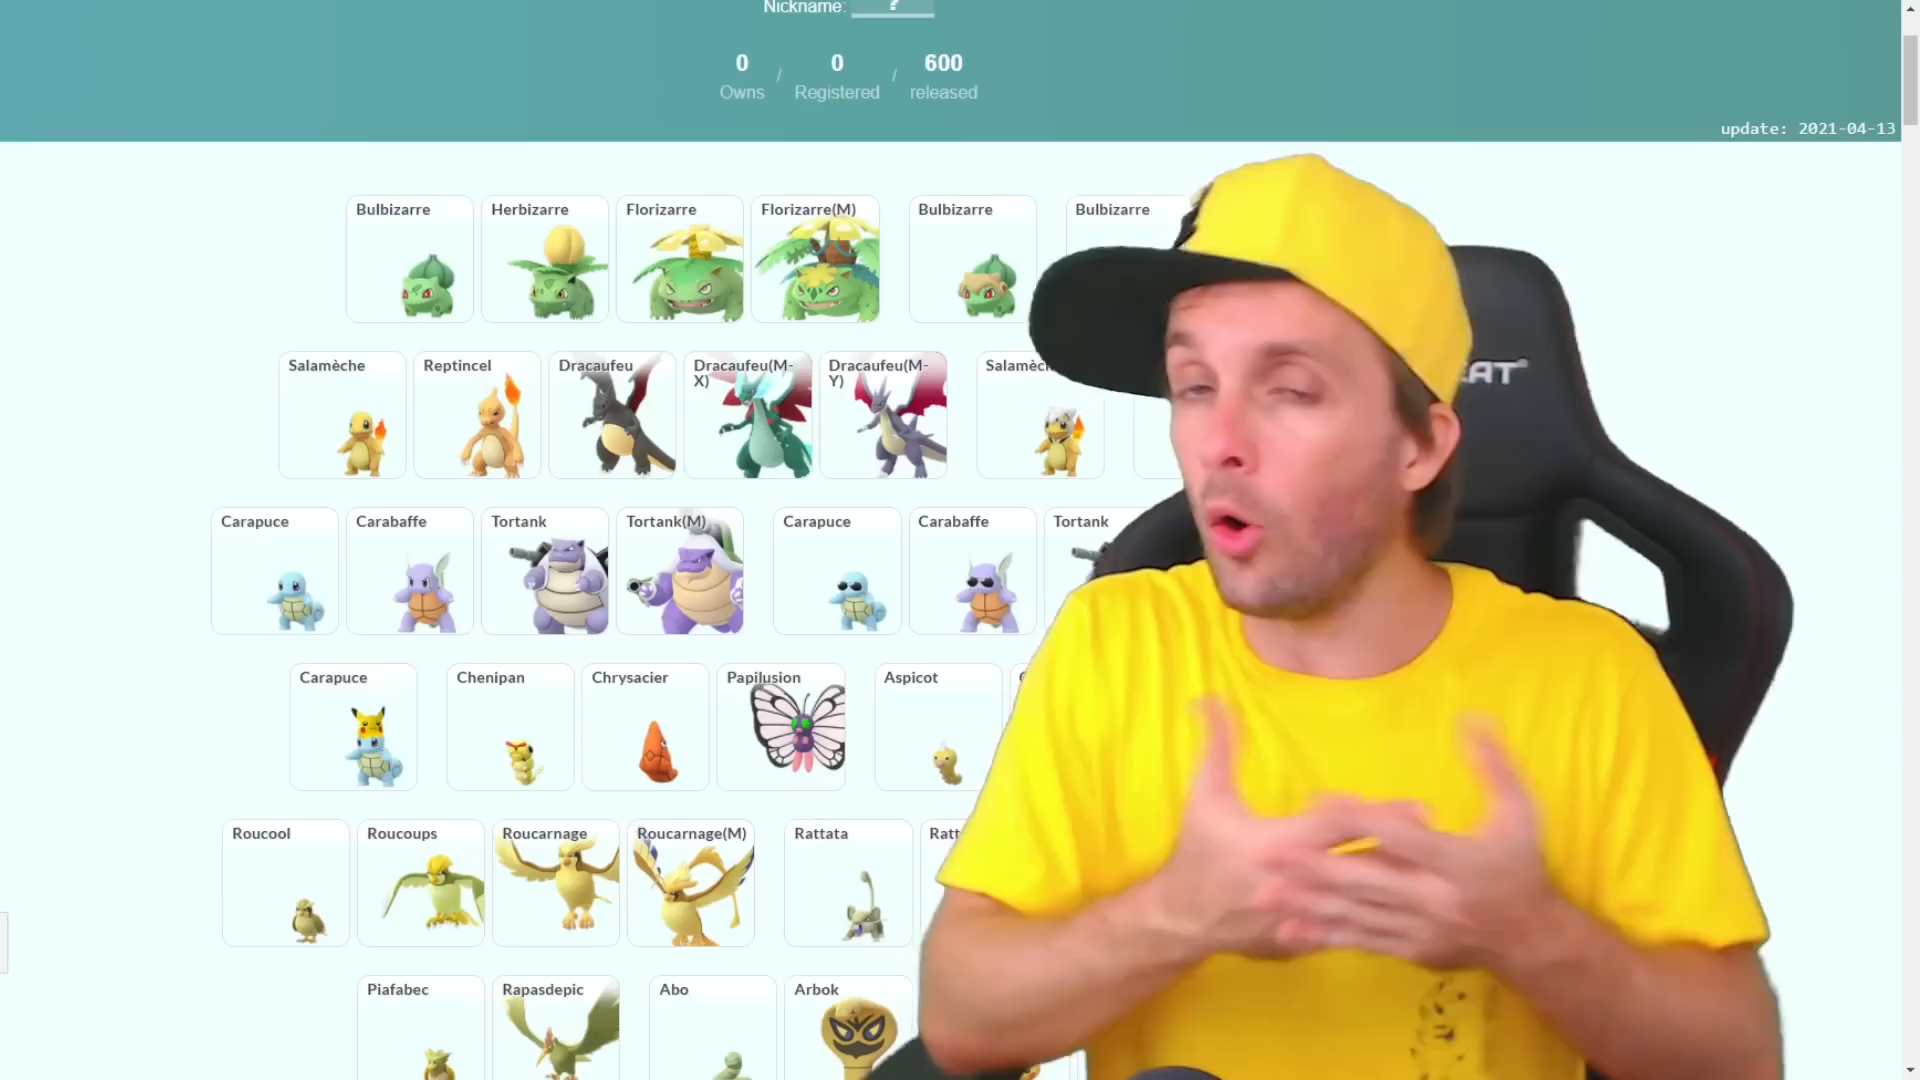 Nickname: ?
0 / 0 / 600
Owns Registered released
update: 2021-04-13
Bulbizarre Herbizarre Florizarre Florizarre(M) Bulbizarre Bulbizarre
Salamèche Reptincel Dracaufeu Dracaufeu(M-X) Dracaufeu(M-Y)
Carapuce Carabaffe Tortank Tortank(M) Carapuce Carabaffe Tortank
Carapuce Chenipan Chrysacier Papilusion Aspicot
Roucool Roucoups Roucarnage Roucarnage(M) Rattata Ratt
Piafabec Rapasdepic Abo Arbok